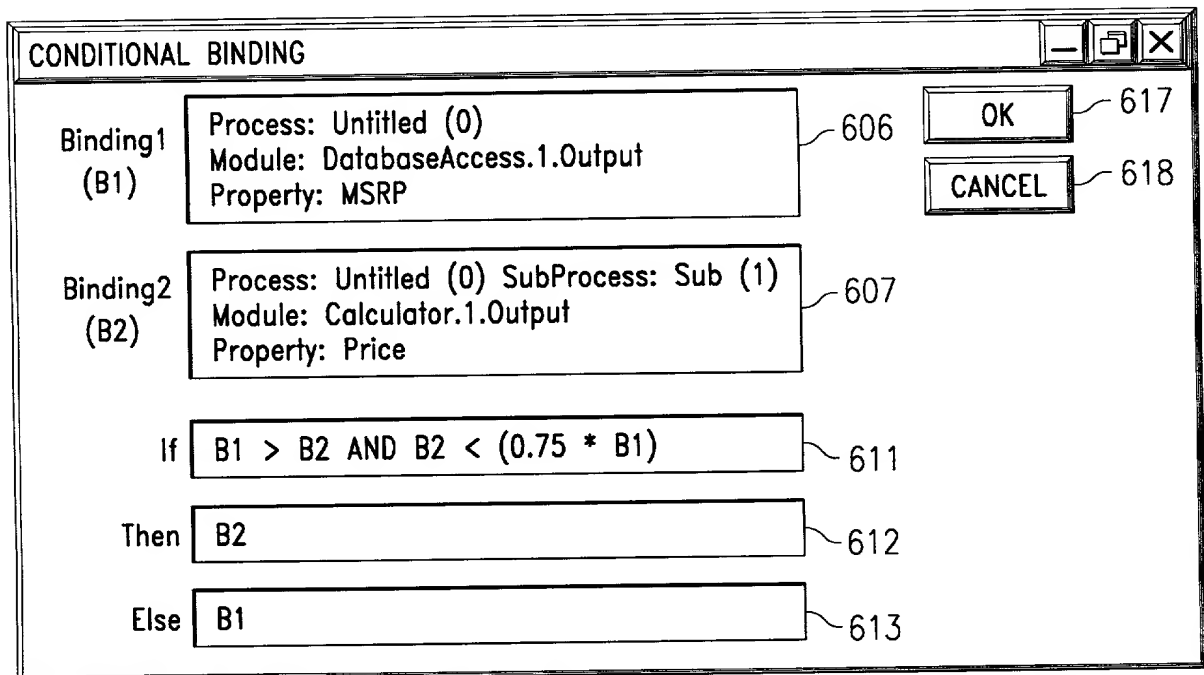 CONDITIONAL BINDING
Binding1
(B1)
Process: Untitled (0)
Module: DatabaseAccess.1.Output
Property: MSRP
606
OK
617
CANCEL
618
Binding2
(B2)
Process: Untitled (0) SubProcess: Sub (1)
Module: Calculator.1.Output
Property: Price
607
If
B1 > B2 AND B2 < (0.75 * B1)
611
Then
B2
612
Else
B1
613